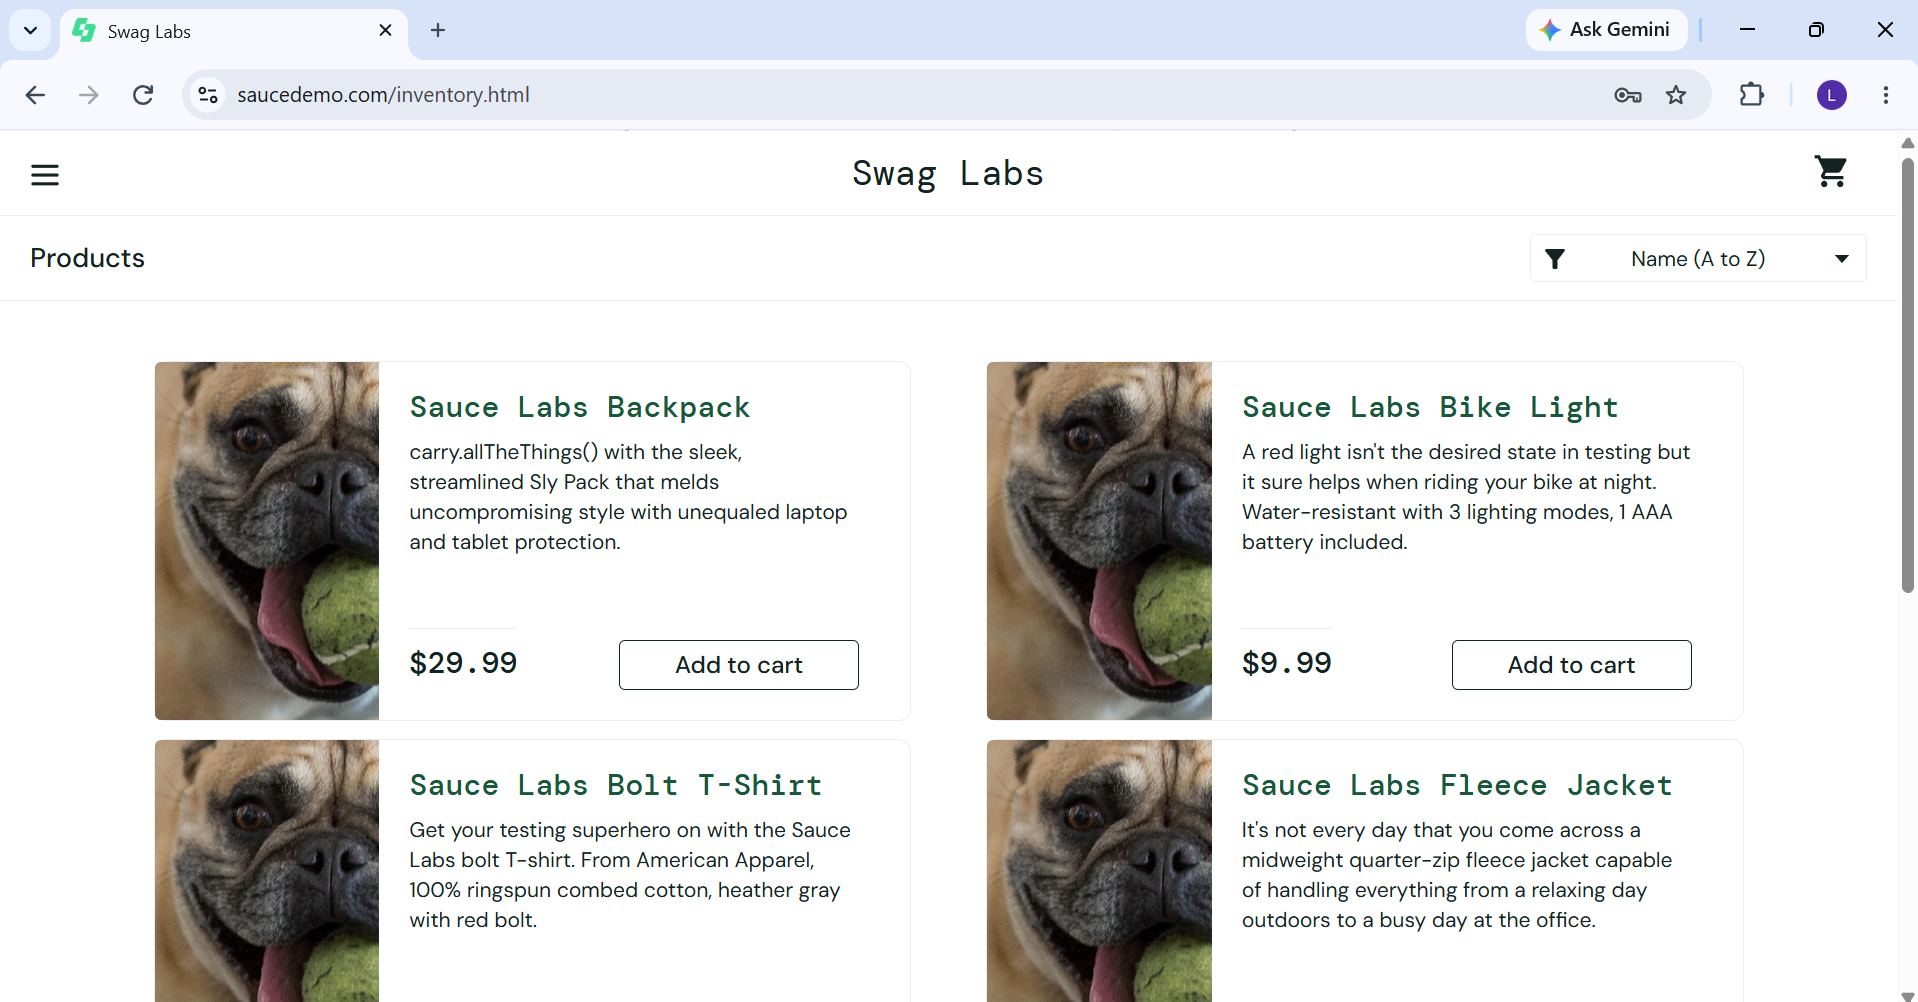 Swag Labs
Ask Gemini
saucedemo.com/inventory.html
L
Swag Labs
Products
Name (A to Z)
Sauce Labs Backpack
carry.allTheThings() with the sleek,
streamlined Sly Pack that melds
uncompromising style with unequaled laptop
and tablet protection.
$29.99
Add to cart
Sauce Labs Bike Light
A red light isn't the desired state in testing but
it sure helps when riding your bike at night.
Water-resistant with 3 lighting modes, 1 AAA
battery included.
$9.99
Add to cart
Sauce Labs Bolt T-Shirt
Get your testing superhero on with the Sauce
Labs bolt T-shirt. From American Apparel,
100% ringspun combed cotton, heather gray
with red bolt.
Sauce Labs Fleece Jacket
It's not every day that you come across a
midweight quarter-zip fleece jacket capable
of handling everything from a relaxing day
outdoors to a busy day at the office.